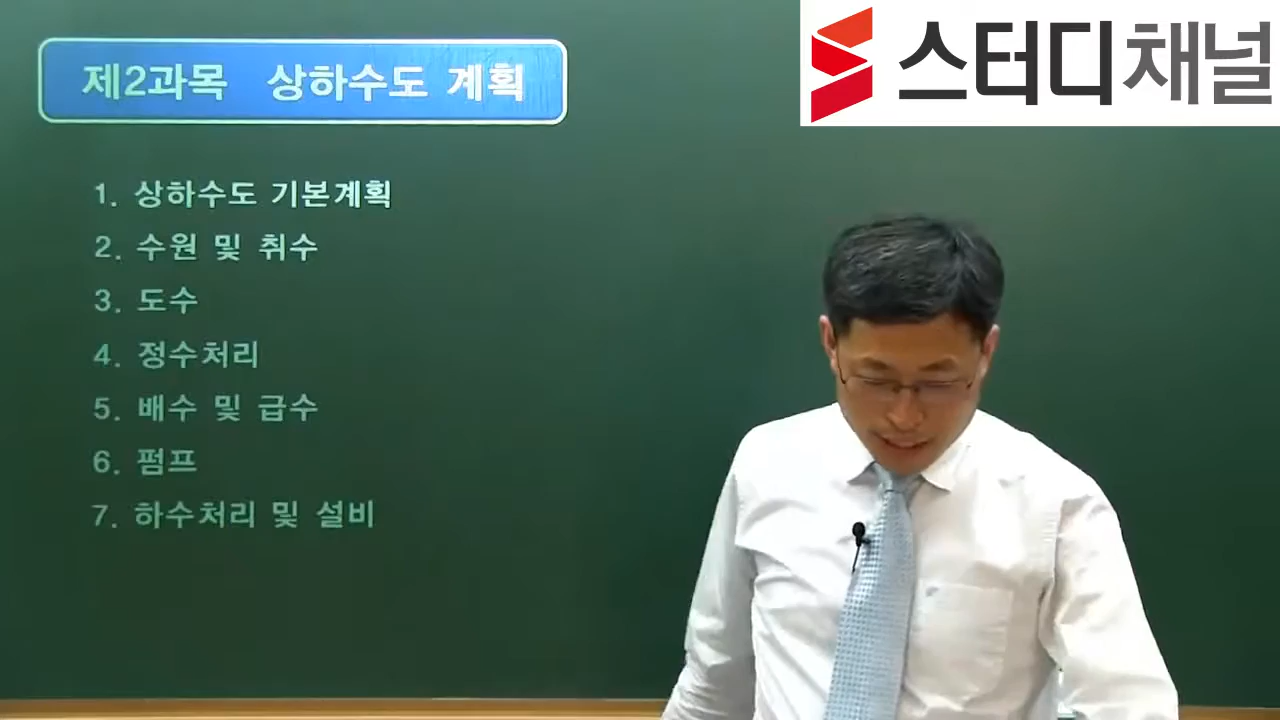 제2과목 상하수도 계획
스터디채널
1. 상하수도 기본계획
2. 수원 및 취수
3. 도수
4. 정수처리
5. 배수 및 급수
6. 펌프
7. 하수처리 및 설비